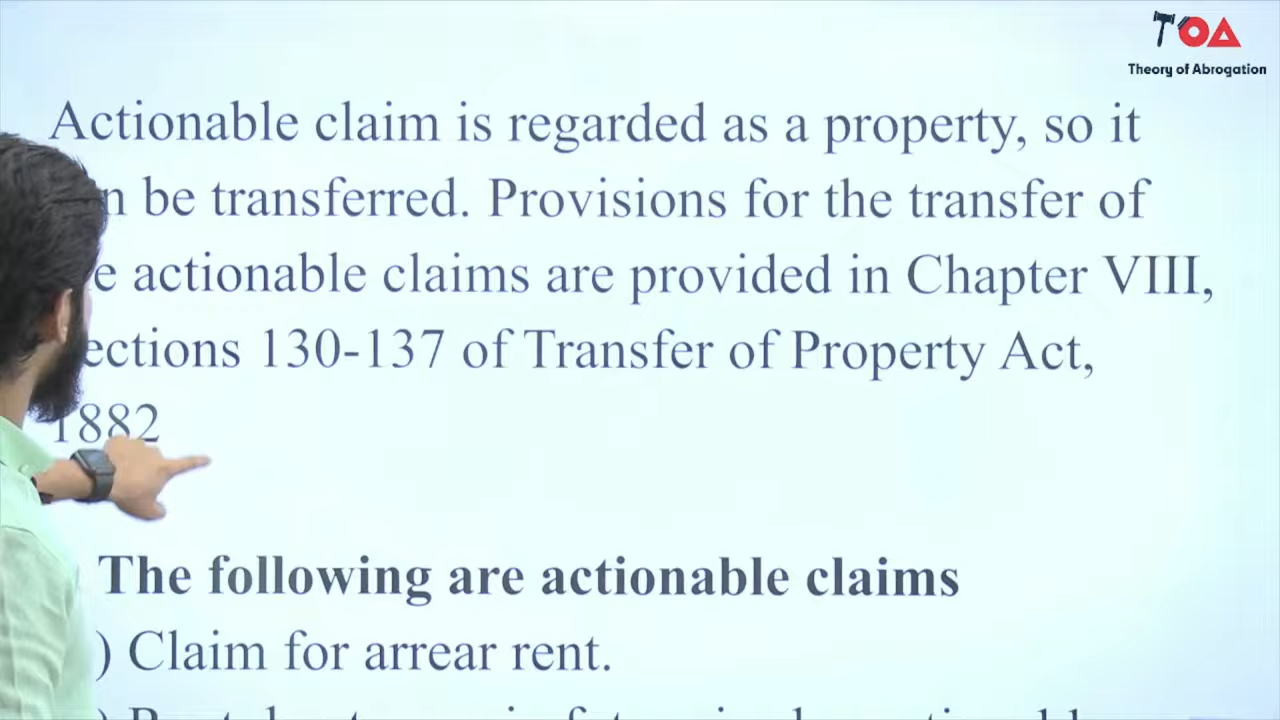 TOA
Theory of Abrogation
Actionable claim is regarded as a property, so it
n be transferred. Provisions for the transfer of
e actionable claims are provided in Chapter VIII,
ections 130-137 of Transfer of Property Act,
1882
The following are actionable claims
) Claim for arrear rent.